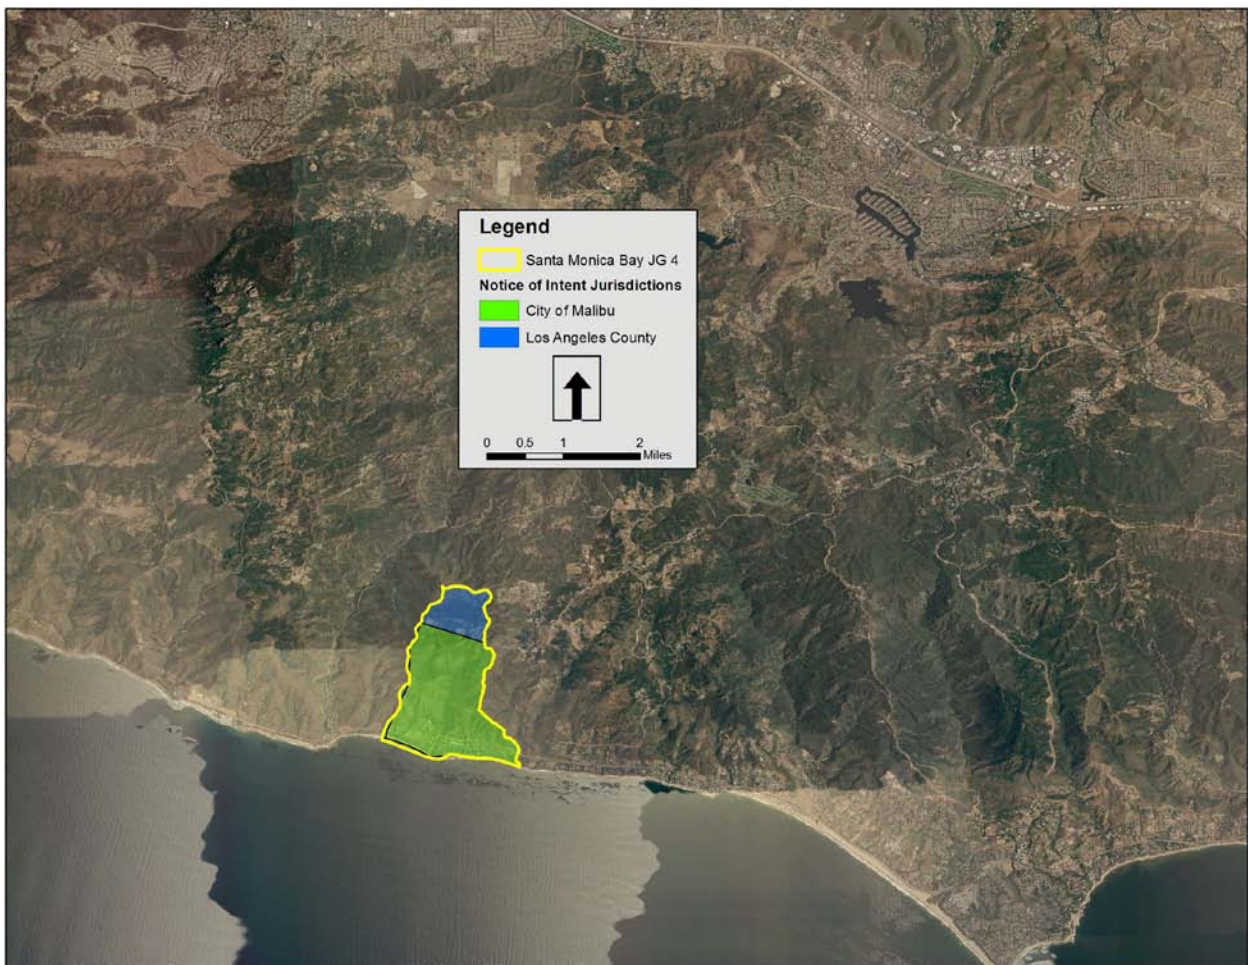 Legend
Santa Monica Bay JG 4
Notice of Intent Jurisdictions
City of Malibu
Los Angeles County
0 0.5 1 2
Miles